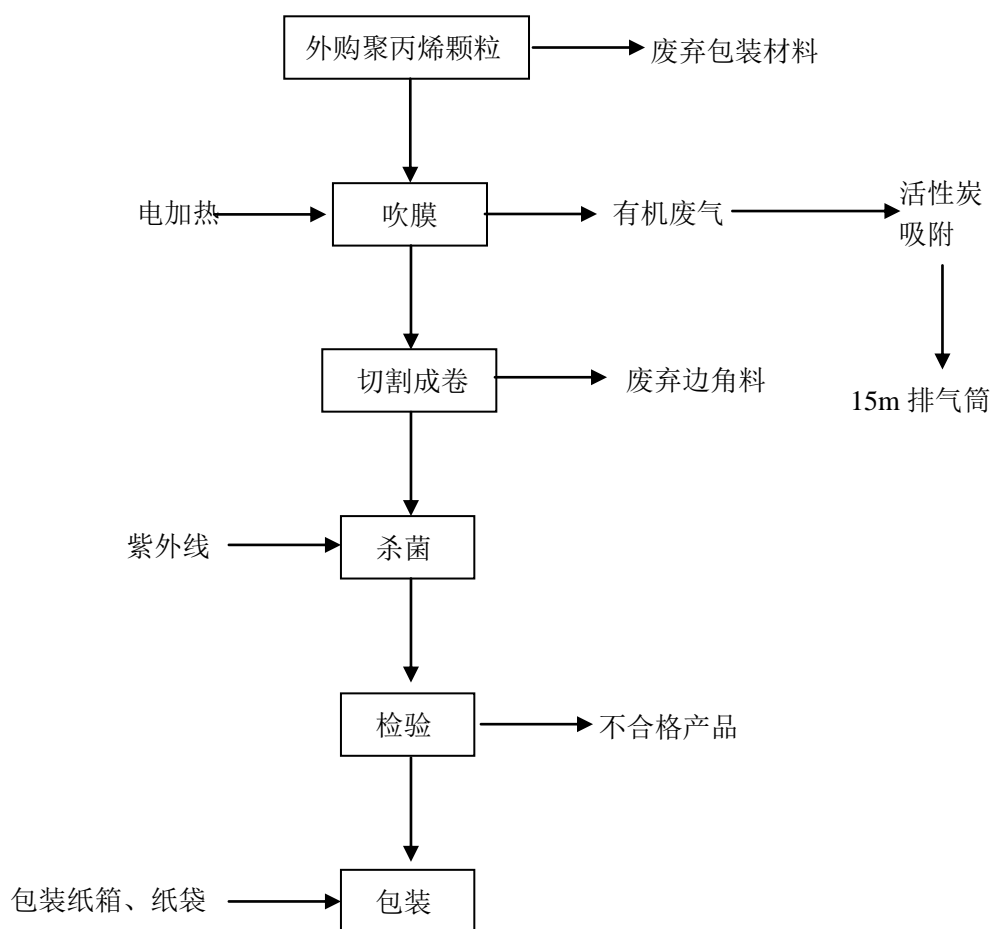 外购聚丙烯颗粒
废弃包装材料
电加热
吹膜
有机废气
活性炭
吸附
切割成卷
废弃边角料
15m 排气筒
紫外线
杀菌
检验
不合格产品
包装纸箱、纸袋
包装